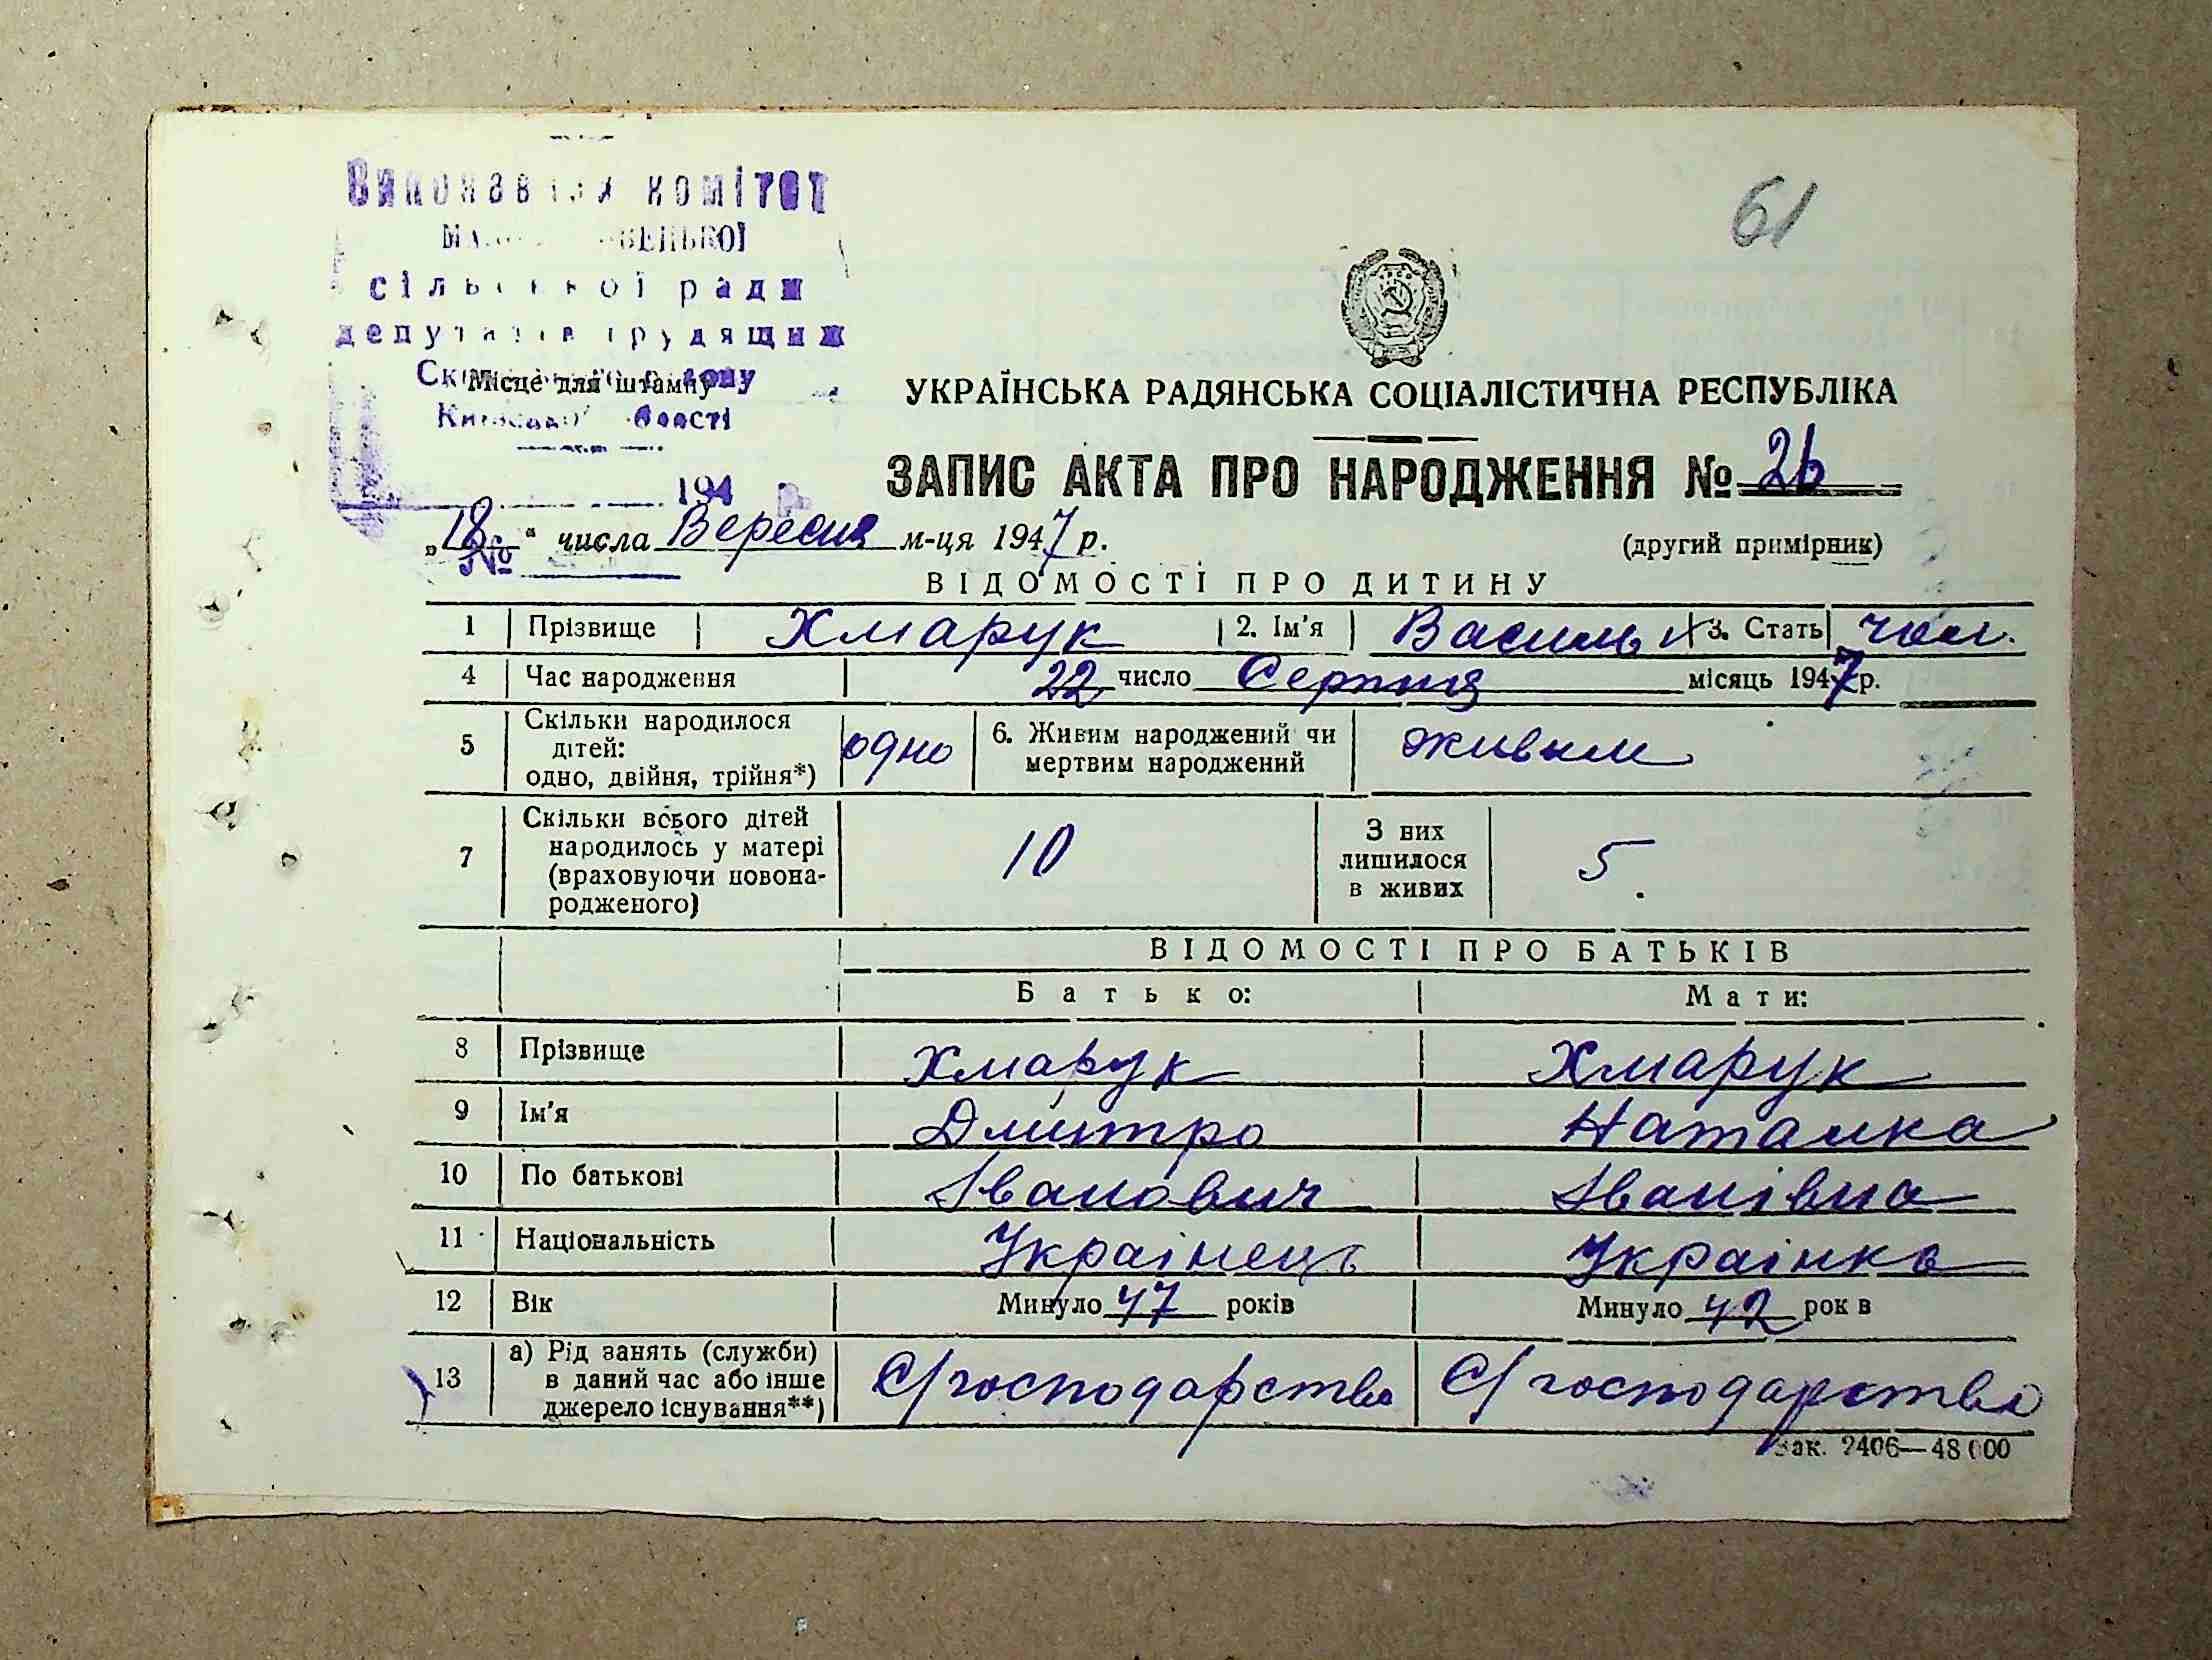 61
Виконавчий комітет
сільської ради
депутатів трудящих
Місце для штампу
Київської області
194
№
УКРАЇНСЬКА РАДЯНСЬКА СОЦІАЛІСТИЧНА РЕСПУБЛІКА
ЗАПИС АКТА ПРО НАРОДЖЕННЯ № 26
„18“ числа Вересня м-ця 1947 р.
(другий примірник)
ВІДОМОСТІ ПРО ДИТИНУ
1 Прізвище Хмарук 2. Ім'я Василь 3. Стать чол.
4 Час народження 22 число Серпня місяць 1947 р.
5 Скільки народилося дітей: одно, двійня, трійня*) одно 6. Живим народжений чи мертвим народжений живым
7 Скільки всього дітей народилось у матері (враховуючи новонародженого) 10 З них лишилося в живих 5.
ВІДОМОСТІ ПРО БАТЬКІВ
Батько: Мати:
8 Прізвище Хмарук Хмарук
9 Ім'я Дмитро Наталка
10 По батькові Іванович Іванівна
11 Національність Українець Українка
12 Вік Минуло 47 років Минуло 42 років
13 а) Рід занять (служби) в даний час або інше джерело існування**) С/господарство С/господарство
Зак. 2406—48 000